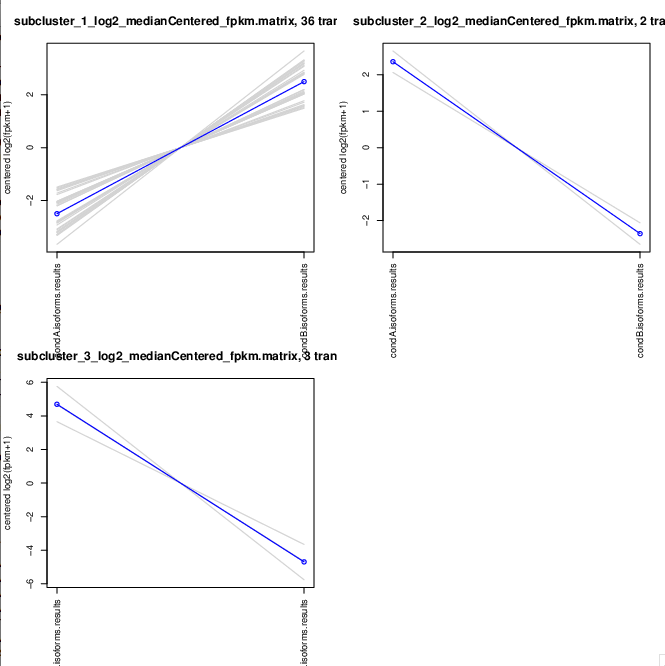 subcluster_1_log2_medianCentered_fpkm.matrix, 36 tran
subcluster_2_log2_medianCentered_fpkm.matrix, 2 tra
centered log2(fpkm+1)
2
0
−2
condA.isoforms.results
condB.isoforms.results
centered log2(fpkm+1)
2
1
0
−1
−2
condA.isoforms.results
condB.isoforms.results
subcluster_3_log2_medianCentered_fpkm.matrix, 3 tran
centered log2(fpkm+1)
6
4
2
0
−2
−4
−6
.isoforms.results
.isoforms.results